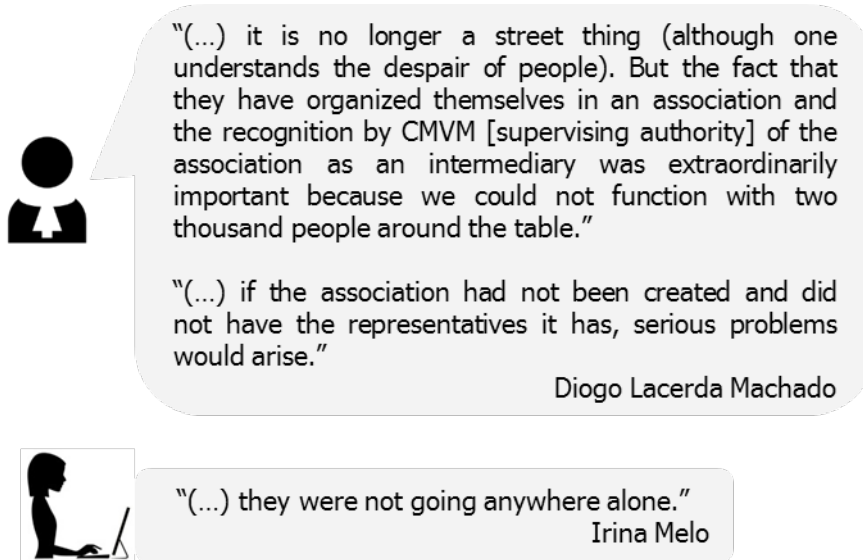 “(…) it is no longer a street thing (although one
understands the despair of people). But the fact that
they have organized themselves in an association and
the recognition by CMVM [supervising authority] of the
association as an intermediary was extraordinarily
important because we could not function with two
thousand people around the table.”
“(…) if the association had not been created and did
not have the representatives it has, serious problems
would arise.”
Diogo Lacerda Machado
“(…) they were not going anywhere alone.”
Irina Melo